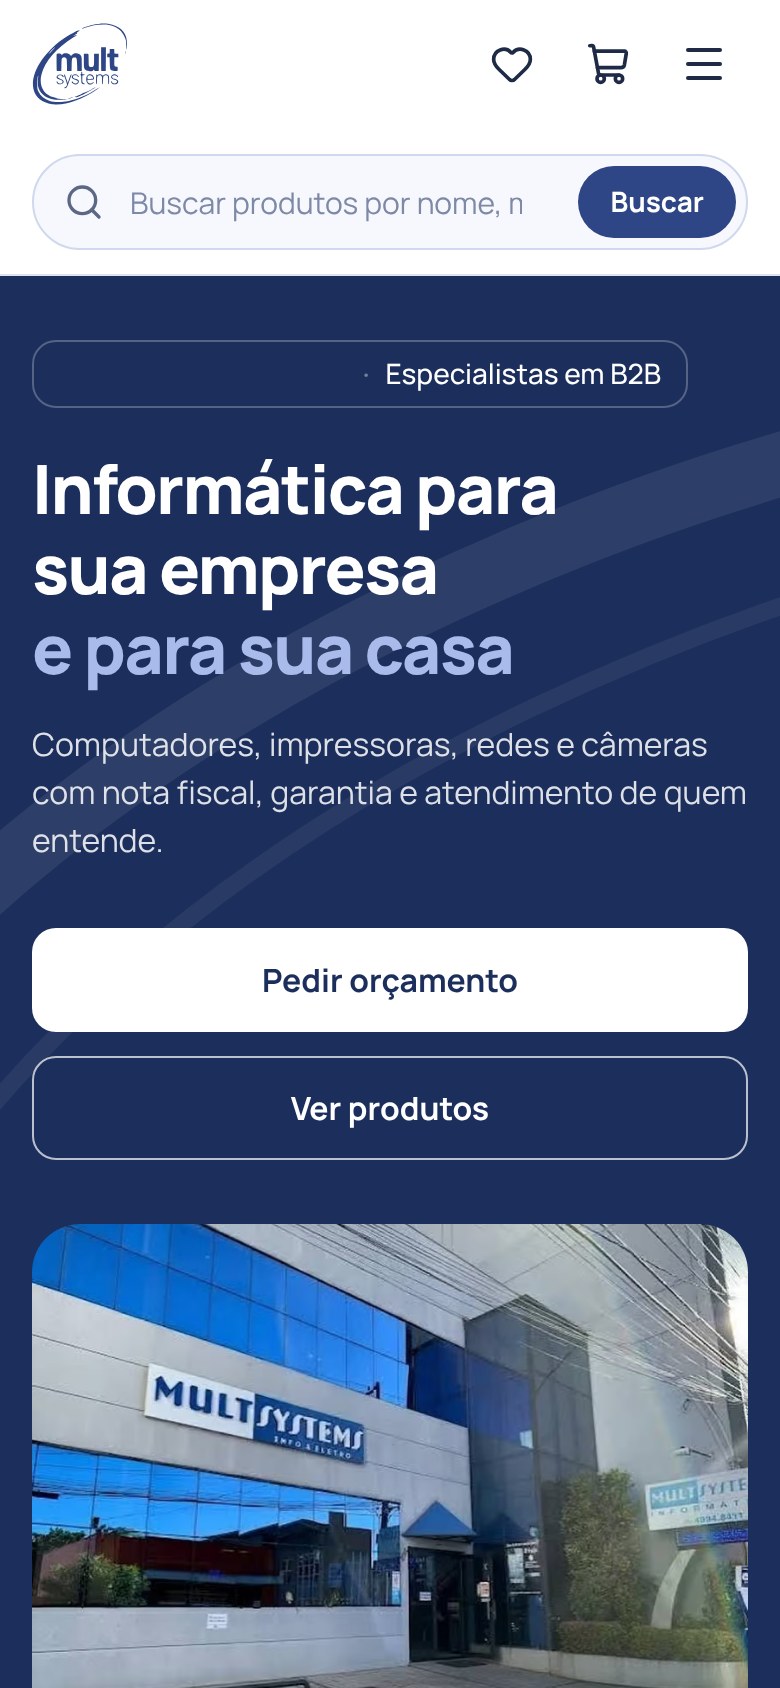 mult
systems
Buscar produtos por nome, n
Buscar
· Especialistas em B2B
Informática para
sua empresa
e para sua casa
Computadores, impressoras, redes e câmeras
com nota fiscal, garantia e atendimento de quem
entende.
Pedir orçamento
Ver produtos
MULTSYSTEMS
INFO & ELETRO
MULTSYSTE
INFORMAT